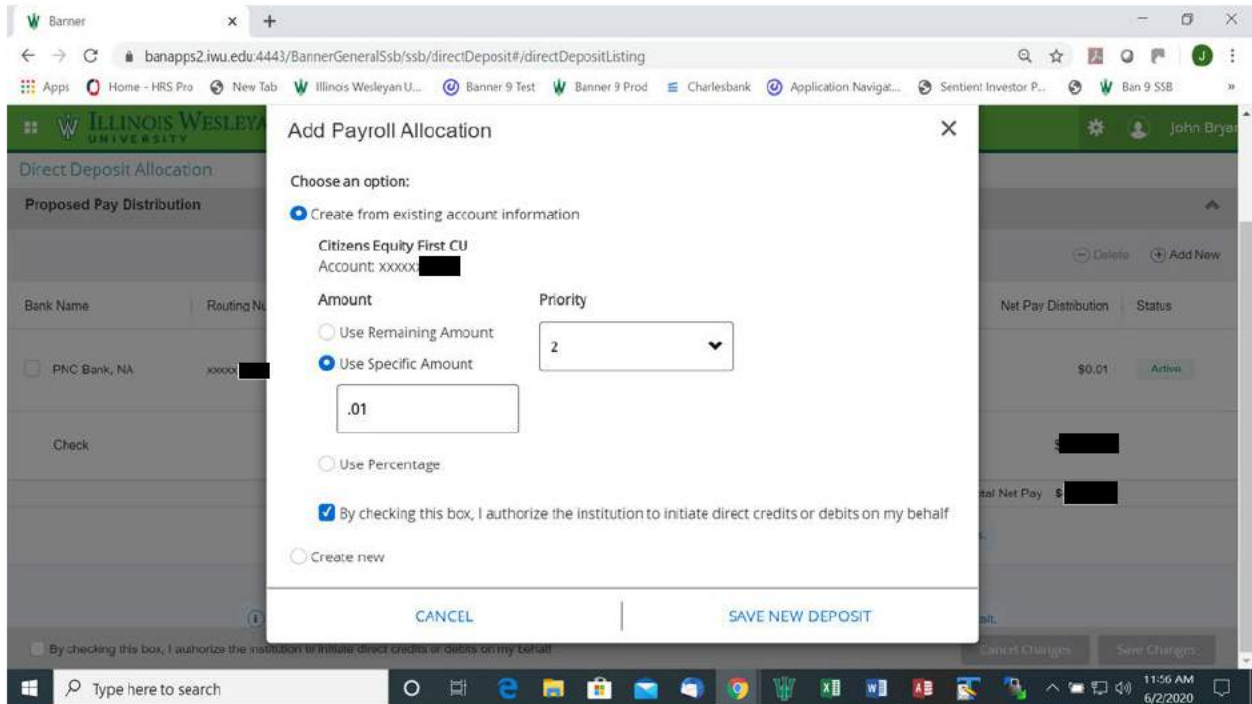 Banner
banapps2.iwu.edu:4443/BannerGeneralSsb/ssb/directDeposit#/directDepositListing
Apps Home - HRS Pro New Tab Illinois Wesleyan U... Banner 9 Test Banner 9 Prod Charlesbank Application Navigat... Sentient Investor P... Ban 9 SSB »
ILLINOIS WESLEYA
UNIVERSITY
John Bryan
Direct Deposit Allocation
Proposed Pay Distribution
Delete Add New
Bank Name Routing Nu Net Pay Distribution Status
PNC Bank, NA xxxxx $0.01 Active
Check $
tal Net Pay $
Add Payroll Allocation
Choose an option:
Create from existing account information
Citizens Equity First CU
Account: xxxxx
Amount Priority
Use Remaining Amount
2
Use Specific Amount
.01
Use Percentage
By checking this box, I authorize the institution to initiate direct credits or debits on my behalf
Create new
CANCEL SAVE NEW DEPOSIT
By checking this box, I authorize the institution to initiate direct credits or debits on my behalf Cancel Changes Save Changes
Type here to search
11:56 AM
6/2/2020